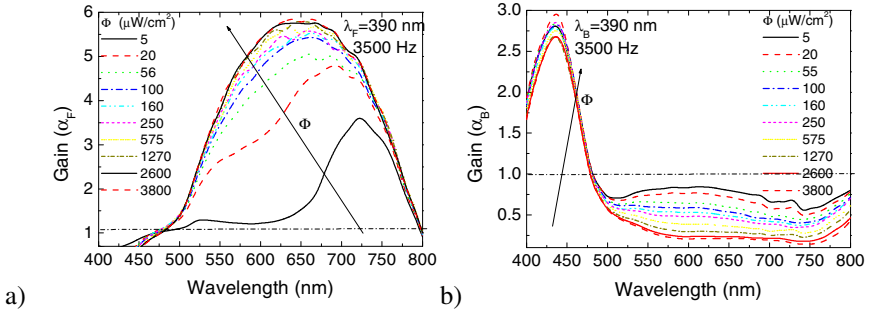 Φ (μW/cm²)
5
20
56
100
160
250
575
1270
2600
3800
λF=390 nm
3500 Hz
Φ
Gain (αF)
6
5
4
3
2
1
400 450 500 550 600 650 700 750 800
Wavelength (nm)
a)
λB=390 nm
3500 Hz
Φ (μW/cm²)
5
20
55
100
160
250
575
1270
2600
3800
Φ
Gain (αB)
3.0
2.5
2.0
1.5
1.0
0.5
400 450 500 550 600 650 700 750 800
Wavelength (nm)
b)